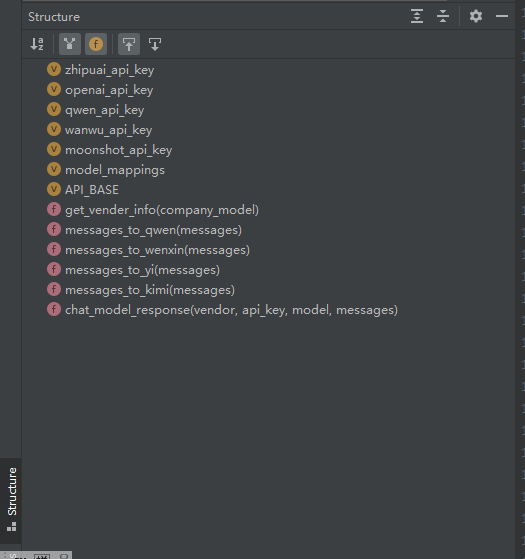 Structure
zhipuai_api_key
openai_api_key
qwen_api_key
wanwu_api_key
moonshot_api_key
model_mappings
API_BASE
get_vender_info(company_model)
messages_to_qwen(messages)
messages_to_wenxin(messages)
messages_to_yi(messages)
messages_to_kimi(messages)
chat_model_response(vendor, api_key, model, messages)
Structure